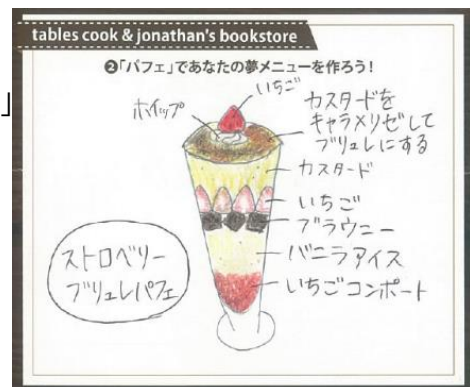 tables cook & jonathan's bookstore
❷「パフェ」であなたの夢メニューを作ろう!
いちご
ホイップ
カスタードを
キャラメリゼして
ブリュレにする
カスタード
いちご
ブラウニー
バニラアイス
いちごコンポート
ストロベリー
ブリュレパフェ
」